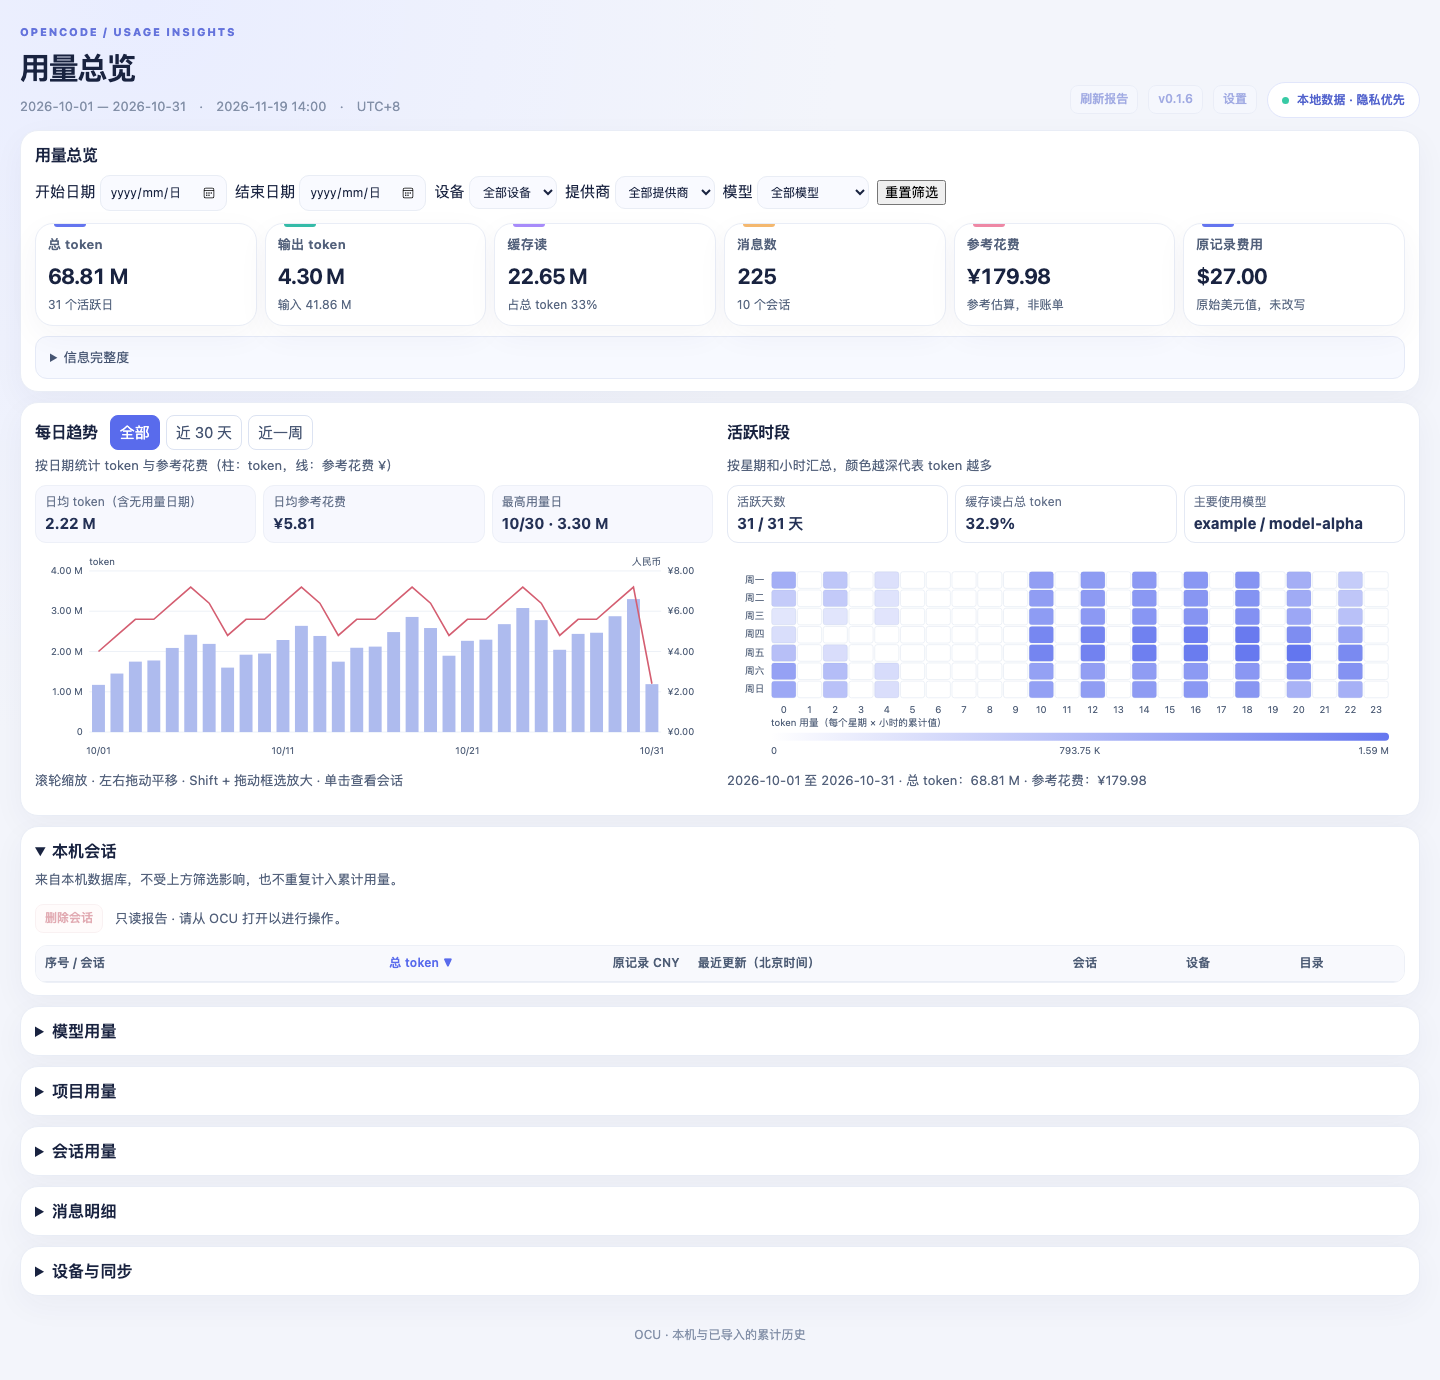 OPENCODE / USAGE INSIGHTS
用量总览
2026-10-01 — 2026-10-31 · 2026-11-19 14:00 · UTC+8
刷新报告 v0.1.6 设置 本地数据 · 隐私优先
用量总览
开始日期 yyyy/mm/日 结束日期 yyyy/mm/日 设备 全部设备 提供商 全部提供商 模型 全部模型 重置筛选
总 token 输出 token 缓存读 消息数 参考花费 原记录费用
68.81 M 4.30 M 22.65 M 225 ¥179.98 $27.00
31 个活跃日 输入 41.86 M 占总 token 33% 10 个会话 参考估算，非账单 原始美元值，未改写
信息完整度
每日趋势 全部 近 30 天 近一周
按日期统计 token 与参考花费（柱：token，线：参考花费 ¥）
日均 token（含无用量日期） 日均参考花费 最高用量日
2.22 M ¥5.81 10/30 · 3.30 M
token 人民币
4.00 M ¥8.00
3.00 M ¥6.00
2.00 M ¥4.00
1.00 M ¥2.00
0 ¥0.00
10/01 10/11 10/21 10/31
滚轮缩放 · 左右拖动平移 · Shift + 拖动框选放大 · 单击查看会话
活跃时段
按星期和小时汇总，颜色越深代表 token 越多
活跃天数 缓存读占总 token 主要使用模型
31 / 31 天 32.9% example / model-alpha
周一
周二
周三
周四
周五
周六
周日
0 1 2 3 4 5 6 7 8 9 10 11 12 13 14 15 16 17 18 19 20 21 22 23
token 用量（每个星期 × 小时的累计值）
0 793.75 K 1.59 M
2026-10-01 至 2026-10-31 · 总 token：68.81 M · 参考花费：¥179.98
本机会话
来自本机数据库，不受上方筛选影响，也不重复计入累计用量。
删除会话 只读报告 · 请从 OCU 打开以进行操作。
序号 / 会话 总 token ▼ 原记录 CNY 最近更新（北京时间） 会话 设备 目录
模型用量
项目用量
会话用量
消息明细
设备与同步
OCU · 本机与已导入的累计历史